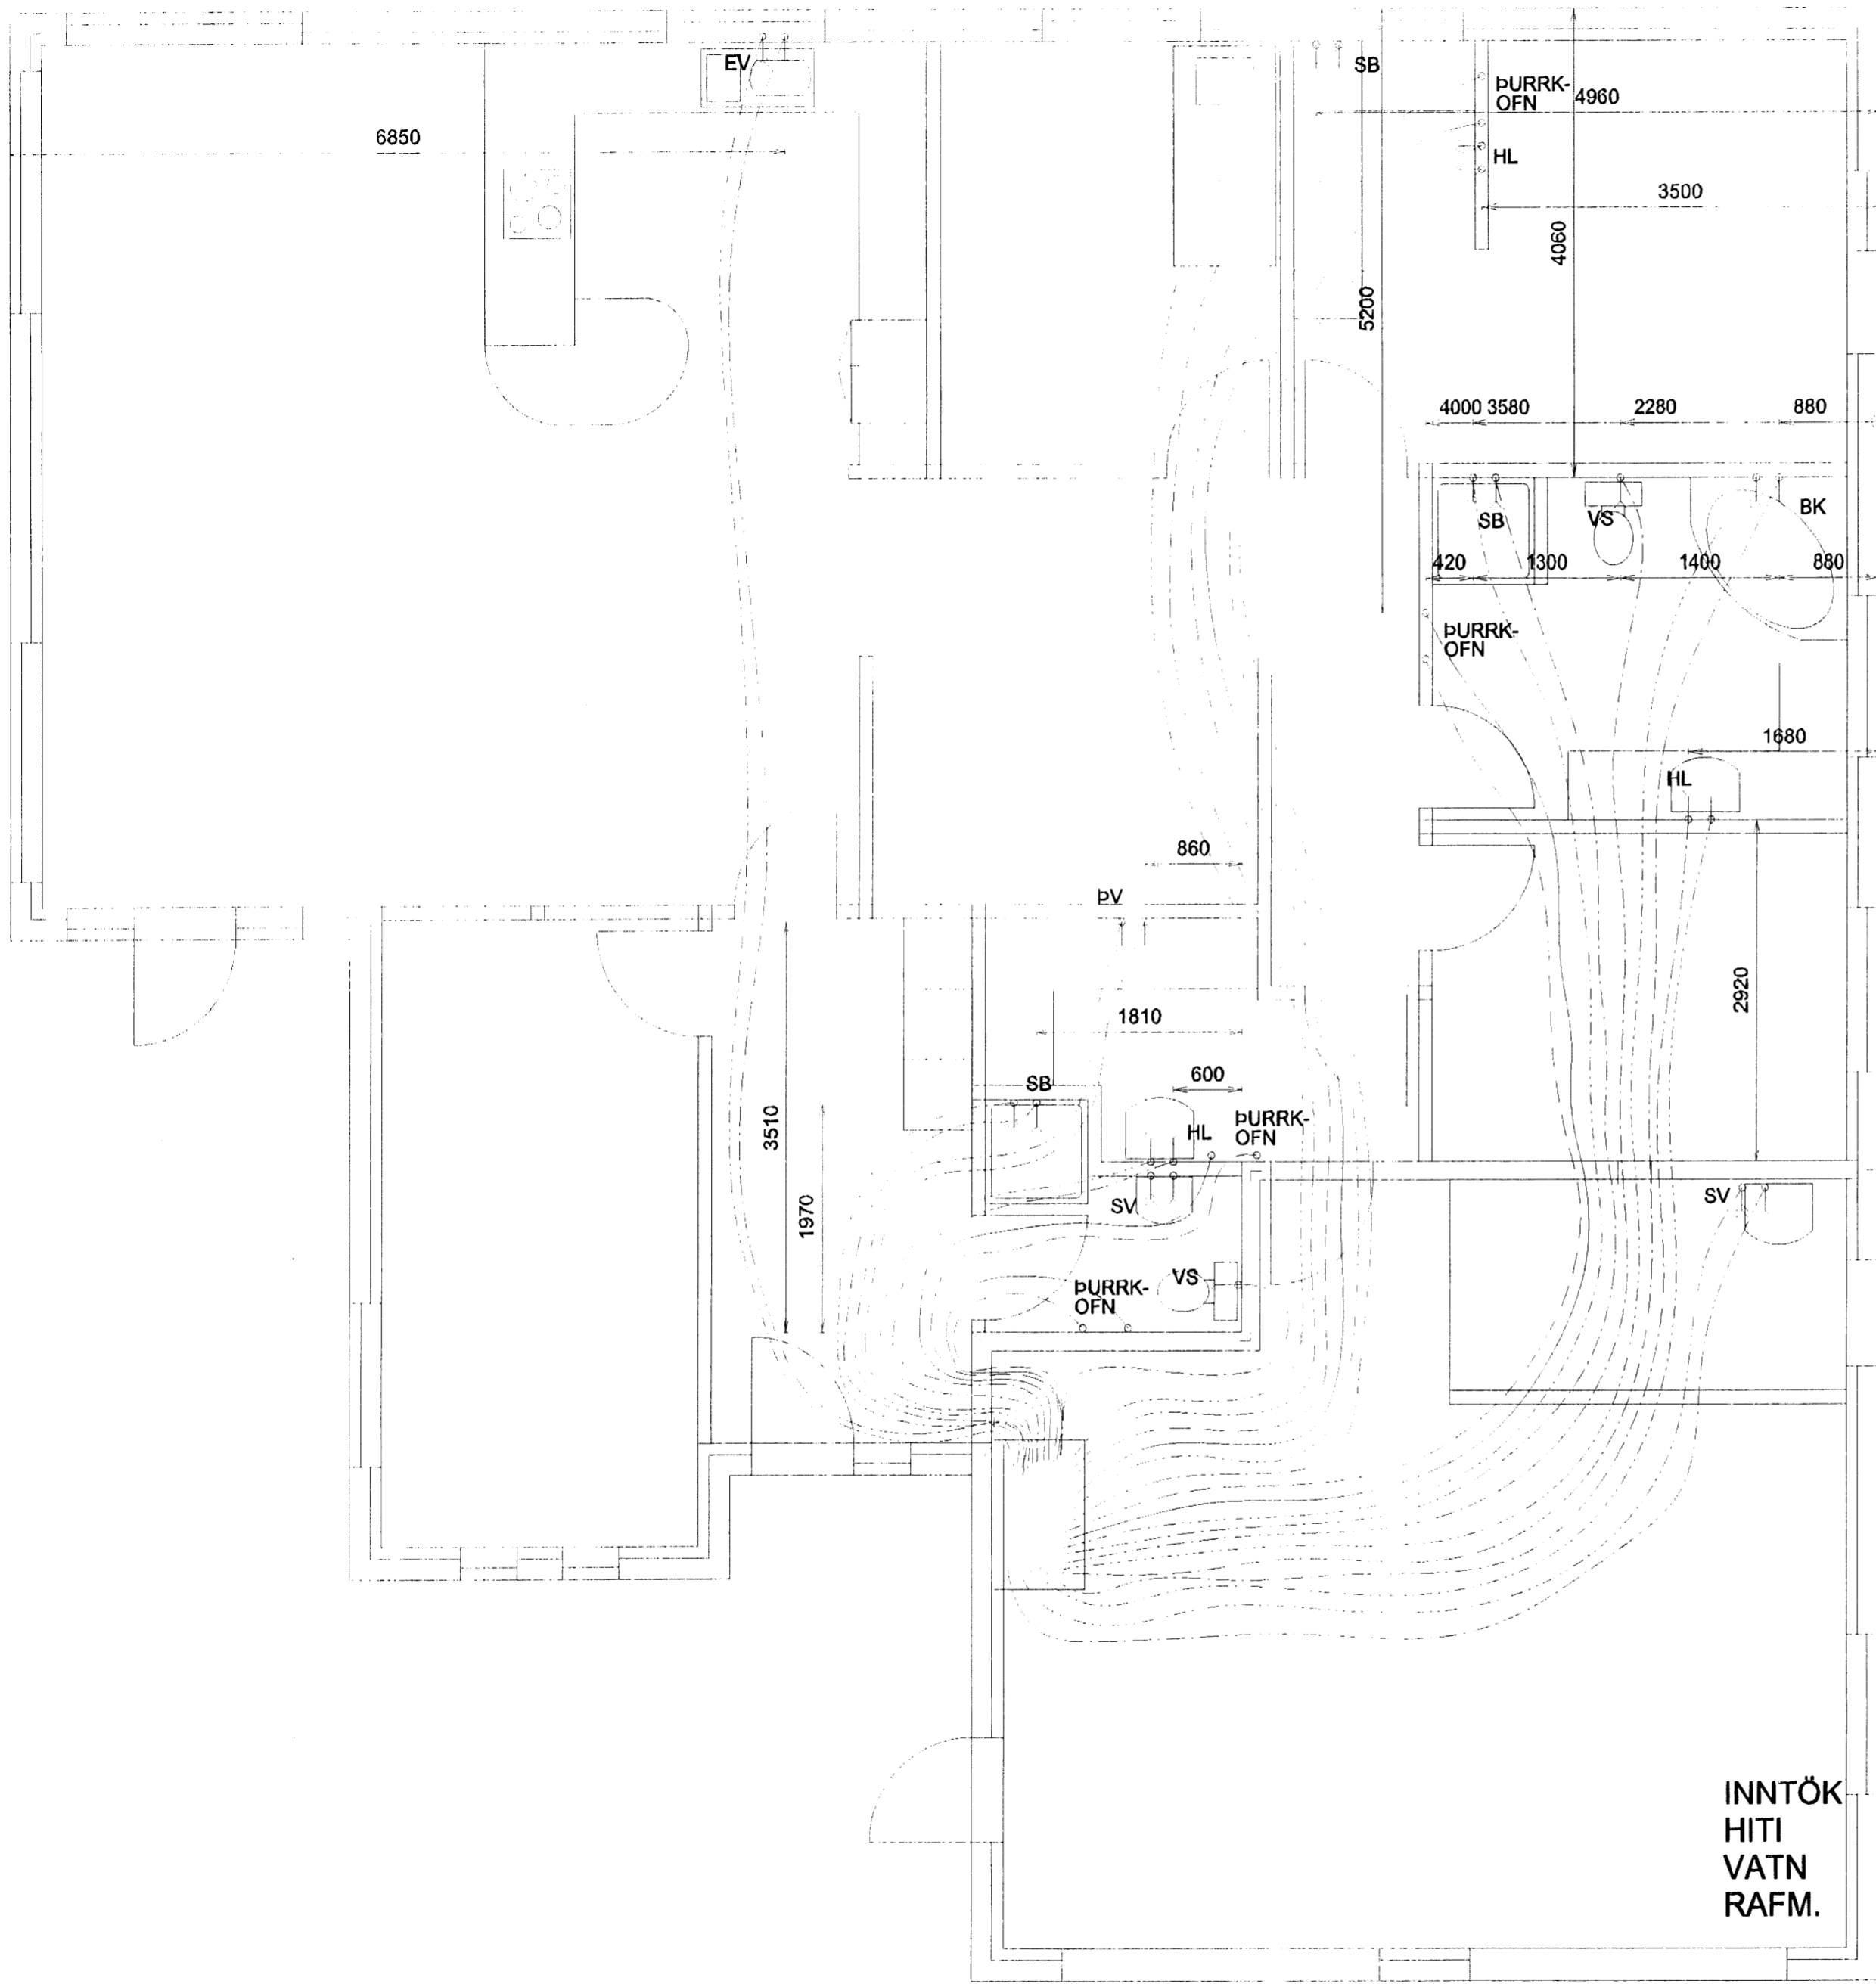 EV
SB
ÞURRK-
OFN
4960
6850
HL
3500
4060
5200
4000 3580
2280
880
SB
VS
BK
420
1300
1400
880
ÞURRK-
OFN
1680
HL
860
ÞV
2920
1810
SB
600
3510
HL
ÞURRK-
OFN
1970
SV
SV
VS
ÞURRK-
OFN
INNTÖK
HITI
VATN
RAFM.